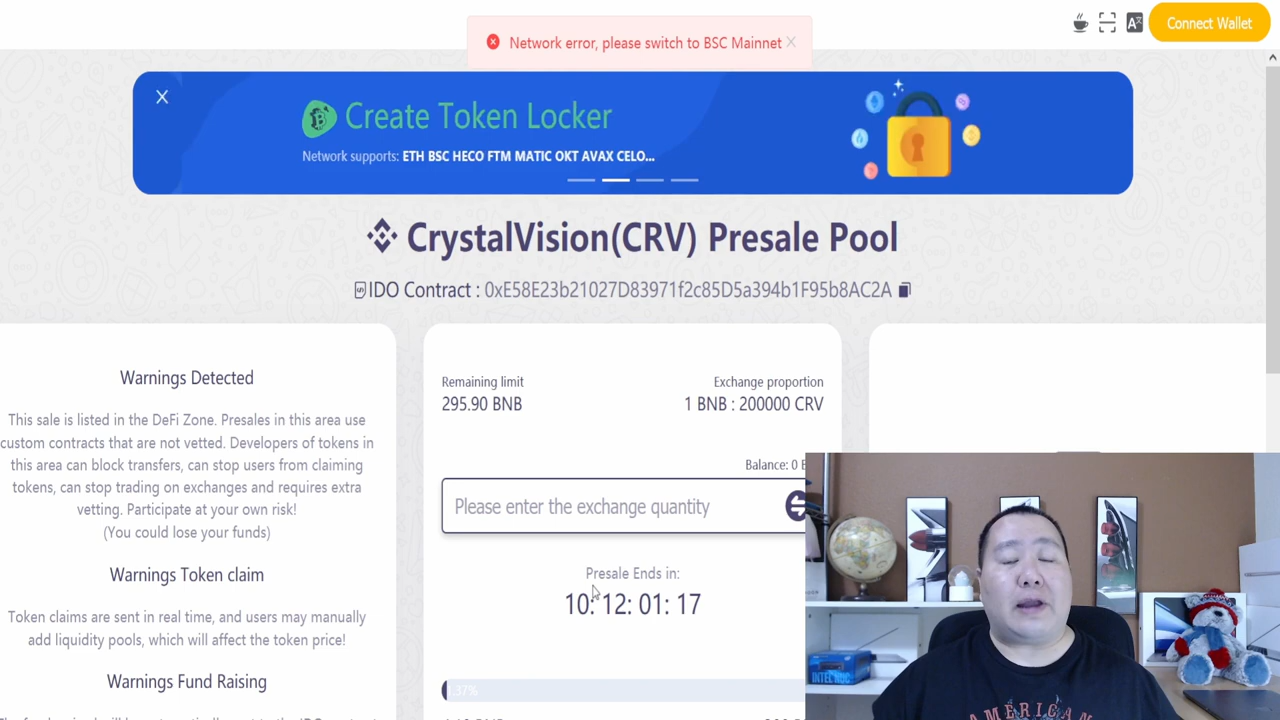 Connect Wallet
Network error, please switch to BSC Mainnet
Create Token Locker
Network supports: ETH BSC HECO FTM MATIC OKT AVAX CELO...
CrystalVision(CRV) Presale Pool
IDO Contract : 0xE58E23b21027D83971f2c85D5a394b1F95b8AC2A
Warnings Detected
This sale is listed in the DeFi Zone. Presales in this area use
custom contracts that are not vetted. Developers of tokens in
this area can block transfers, can stop users from claiming
tokens, can stop trading on exchanges and requires extra
vetting. Participate at your own risk!
(You could lose your funds)
Warnings Token claim
Token claims are sent in real time, and users may manually
add liquidity pools, which will affect the token price!
Warnings Fund Raising
Remaining limit
295.90 BNB
Exchange proportion
1 BNB : 200000 CRV
Balance: 0
Please enter the exchange quantity
Presale Ends in:
10: 12: 01: 17
1.37%
INTEL NUC
AMERICAN